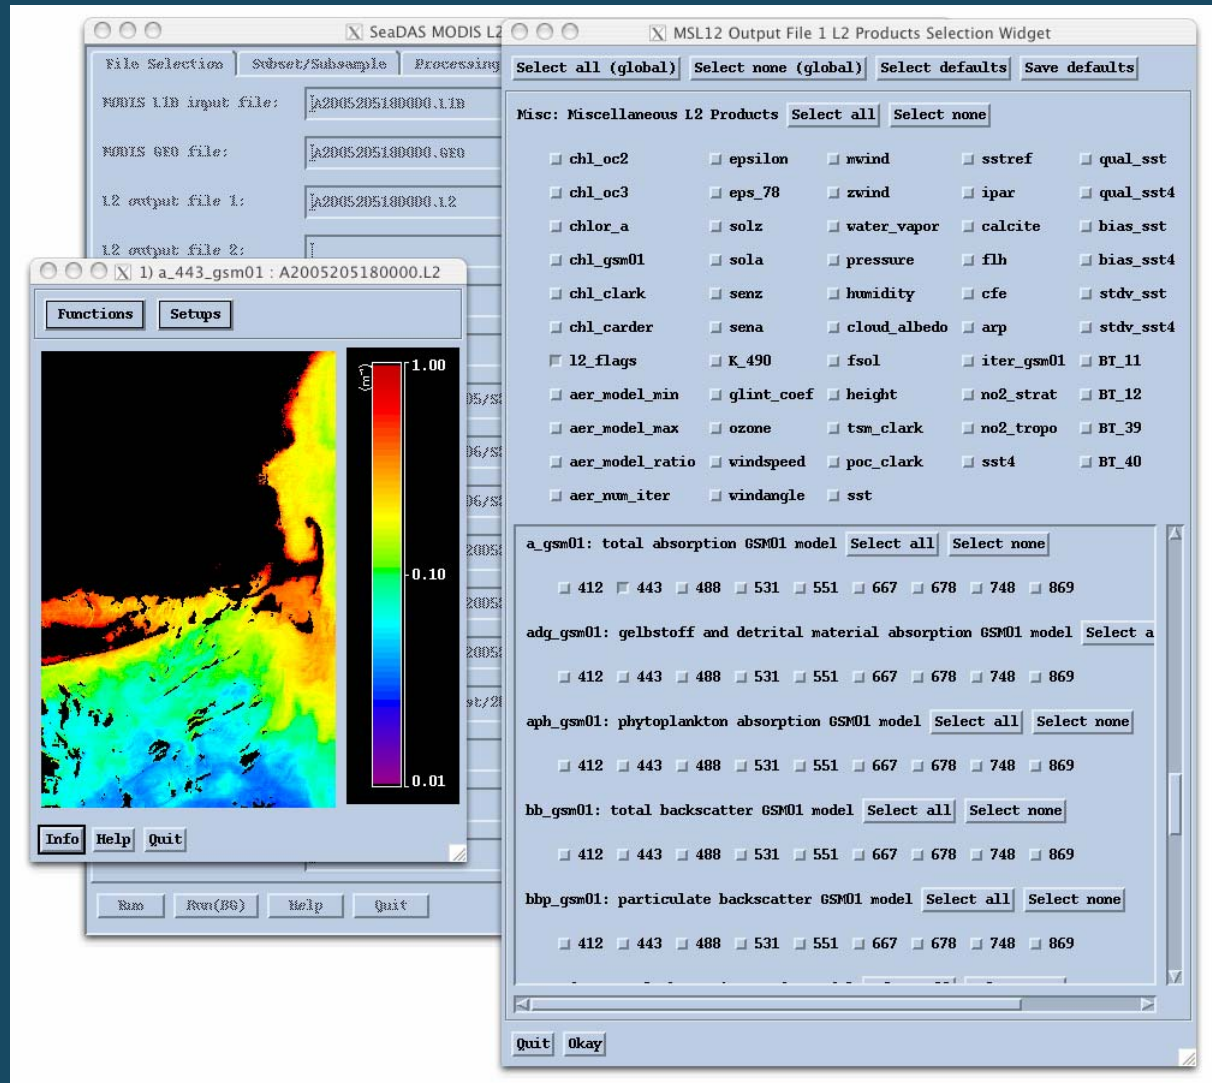 SeaDAS MODIS L2
File Selection Subset/Subsample Processing
MODIS L1B input file: A2005205180000.L1B
MODIS GEO file: A2005205180000.GEO
L2 output file 1: A2005205180000.L2
L2 output file 2:
05/S
06/S
06/S
2005
2005
2005
st/2
Run Run(BG) Help Quit
1) a_443_gsm01 : A2005205180000.L2
Functions Setups
(m⁻¹)
1.00
0.10
0.01
Info Help Quit
MSL12 Output File 1 L2 Products Selection Widget
Select all (global) Select none (global) Select defaults Save defaults
Misc: Miscellaneous L2 Products Select all Select none
chl_oc2 epsilon mwind sstref qual_sst
chl_oc3 eps_78 zwind ipar qual_sst4
chlor_a solz water_vapor calcite bias_sst
chl_gsm01 sola pressure flh bias_sst4
chl_clark senz humidity cfe stdv_sst
chl_carder sena cloud_albedo arp stdv_sst4
l2_flags K_490 fsol iter_gsm01 BT_11
aer_model_min glint_coef height no2_strat BT_12
aer_model_max ozone tsm_clark no2_tropo BT_39
aer_model_ratio windspeed poc_clark sst4 BT_40
aer_num_iter windangle sst
a_gsm01: total absorption GSM01 model Select all Select none
412 443 488 531 551 667 678 748 869
adg_gsm01: gelbstoff and detrital material absorption GSM01 model Select a
412 443 488 531 551 667 678 748 869
aph_gsm01: phytoplankton absorption GSM01 model Select all Select none
412 443 488 531 551 667 678 748 869
bb_gsm01: total backscatter GSM01 model Select all Select none
412 443 488 531 551 667 678 748 869
bbp_gsm01: particulate backscatter GSM01 model Select all Select none
412 443 488 531 551 667 678 748 869
Quit Okay